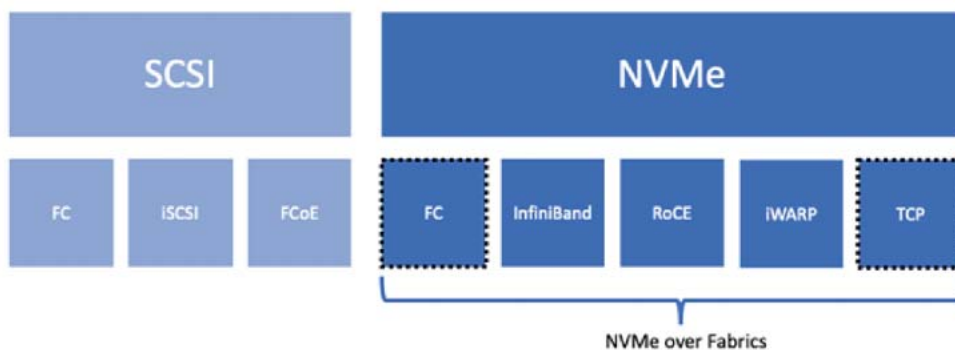 SCSI
NVMe
FC
iSCSI
FCoE
FC
InfiniBand
RoCE
iWARP
TCP
NVMe over Fabrics